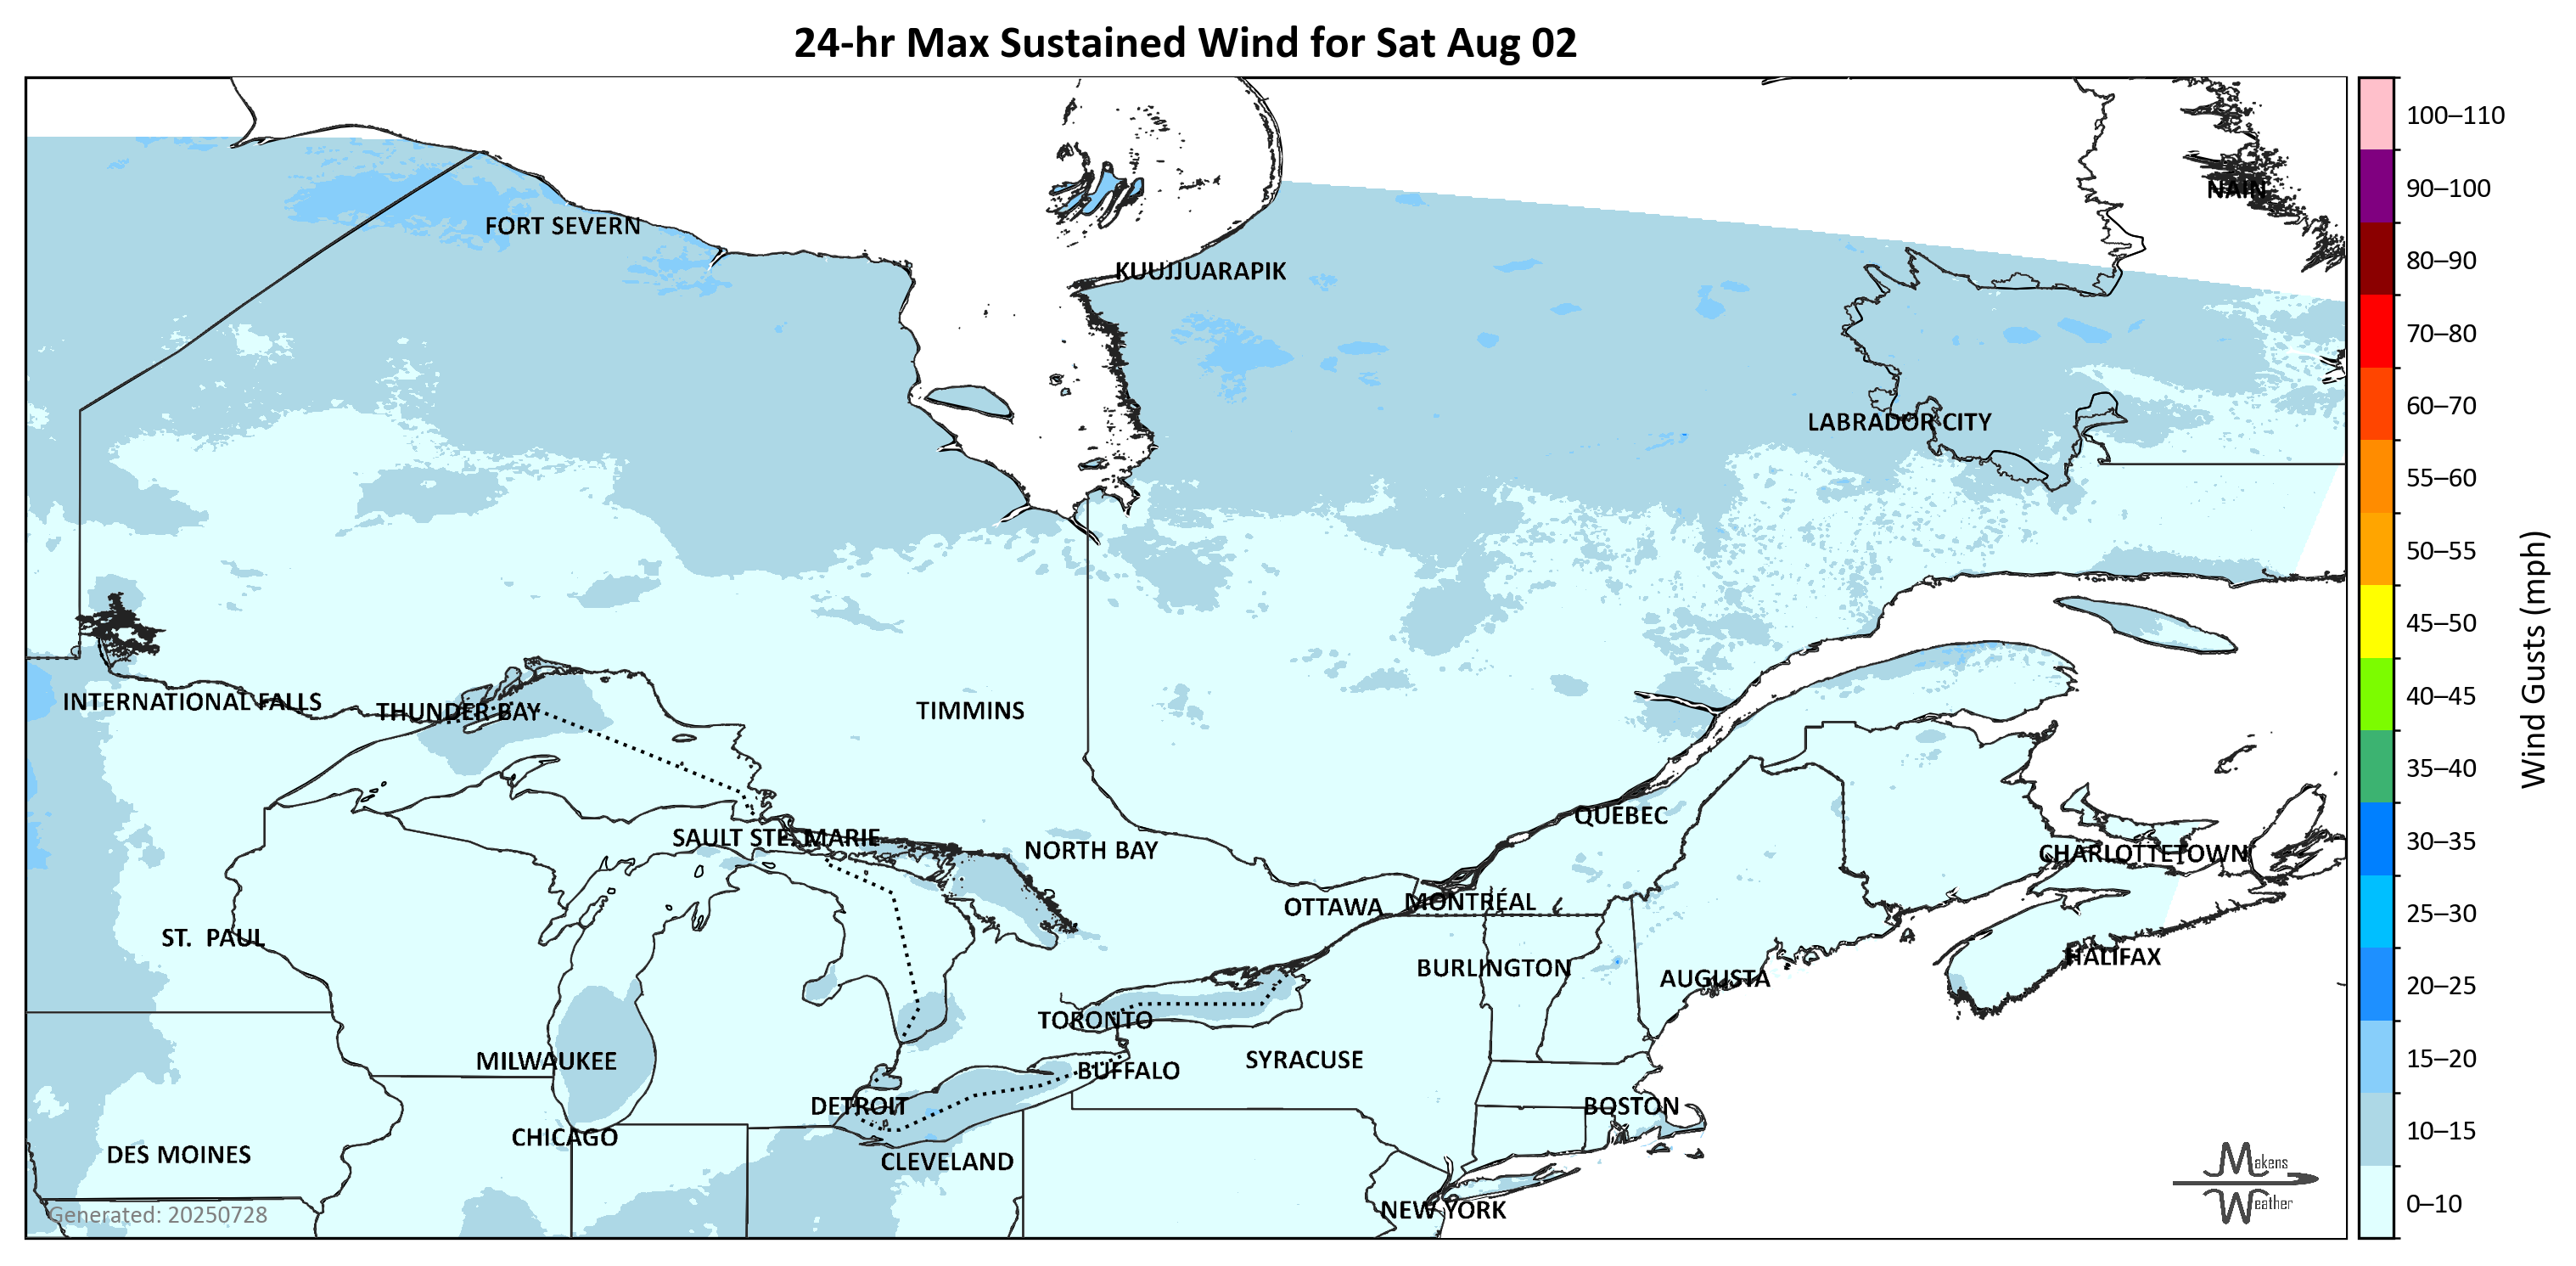 24-hr Max Sustained Wind for Sat Aug 02
100–110
90–100
80–90
70–80
60–70
55–60
50–55
45–50
40–45
35–40
30–35
25–30
20–25
15–20
10–15
0–10
Wind Gusts (mph)
NAIN
FORT SEVERN
KUUJJUARAPIK
LABRADOR CITY
INTERNATIONAL FALLS
THUNDER BAY
TIMMINS
QUEBEC
SAULT STE. MARIE
NORTH BAY
CHARLOTTETOWN
OTTAWA
MONTRÉAL
ST. PAUL
BURLINGTON
AUGUSTA
HALIFAX
TORONTO
MILWAUKEE
SYRACUSE
BUFFALO
DETROIT
BOSTON
CHICAGO
DES MOINES
CLEVELAND
NEW YORK
Generated: 20250728
Makens
Weather